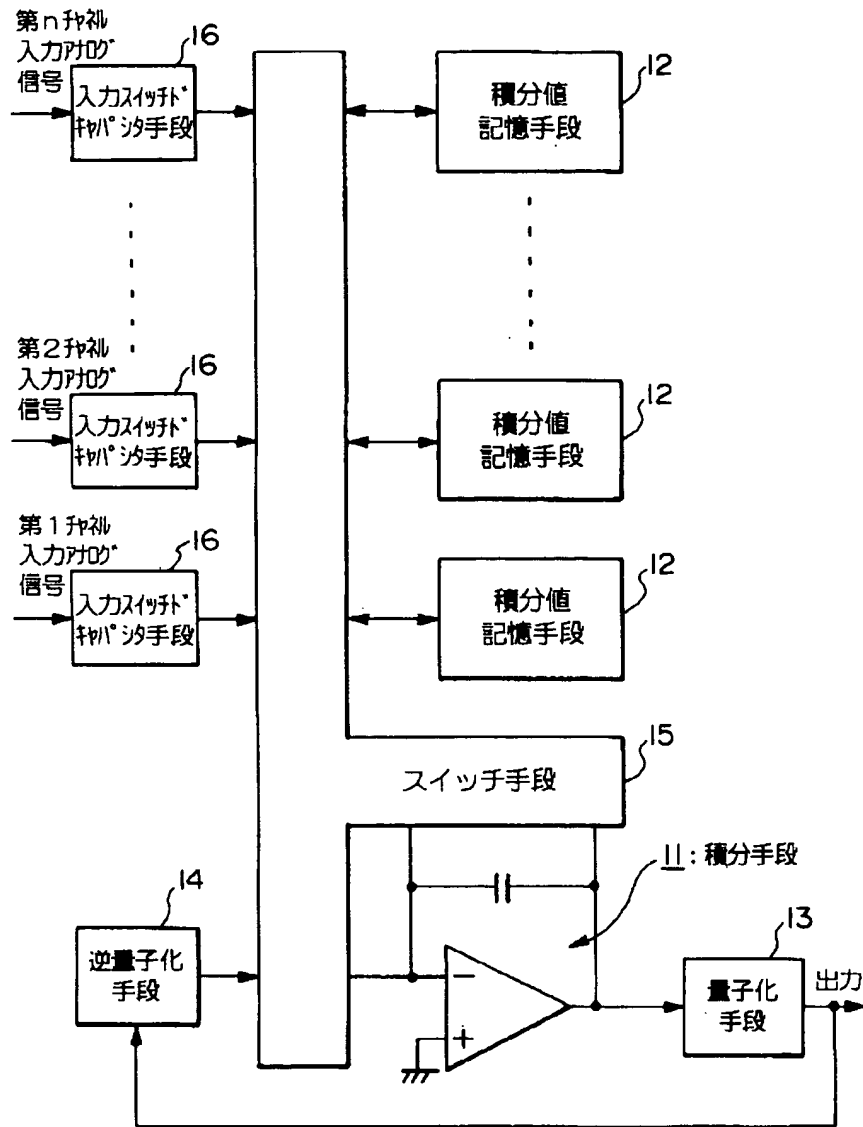 第nチャネル
入力アナログ
信号
16
入力スイッチド
キャパシタ手段
12
積分値
記憶手段
第2チャネル
入力アナログ
信号
16
入力スイッチド
キャパシタ手段
12
積分値
記憶手段
第1チャネル
入力アナログ
信号
16
入力スイッチド
キャパシタ手段
12
積分値
記憶手段
15
スイッチ手段
11:積分手段
14
逆量子化
手段
−
+
13
量子化
手段
出力